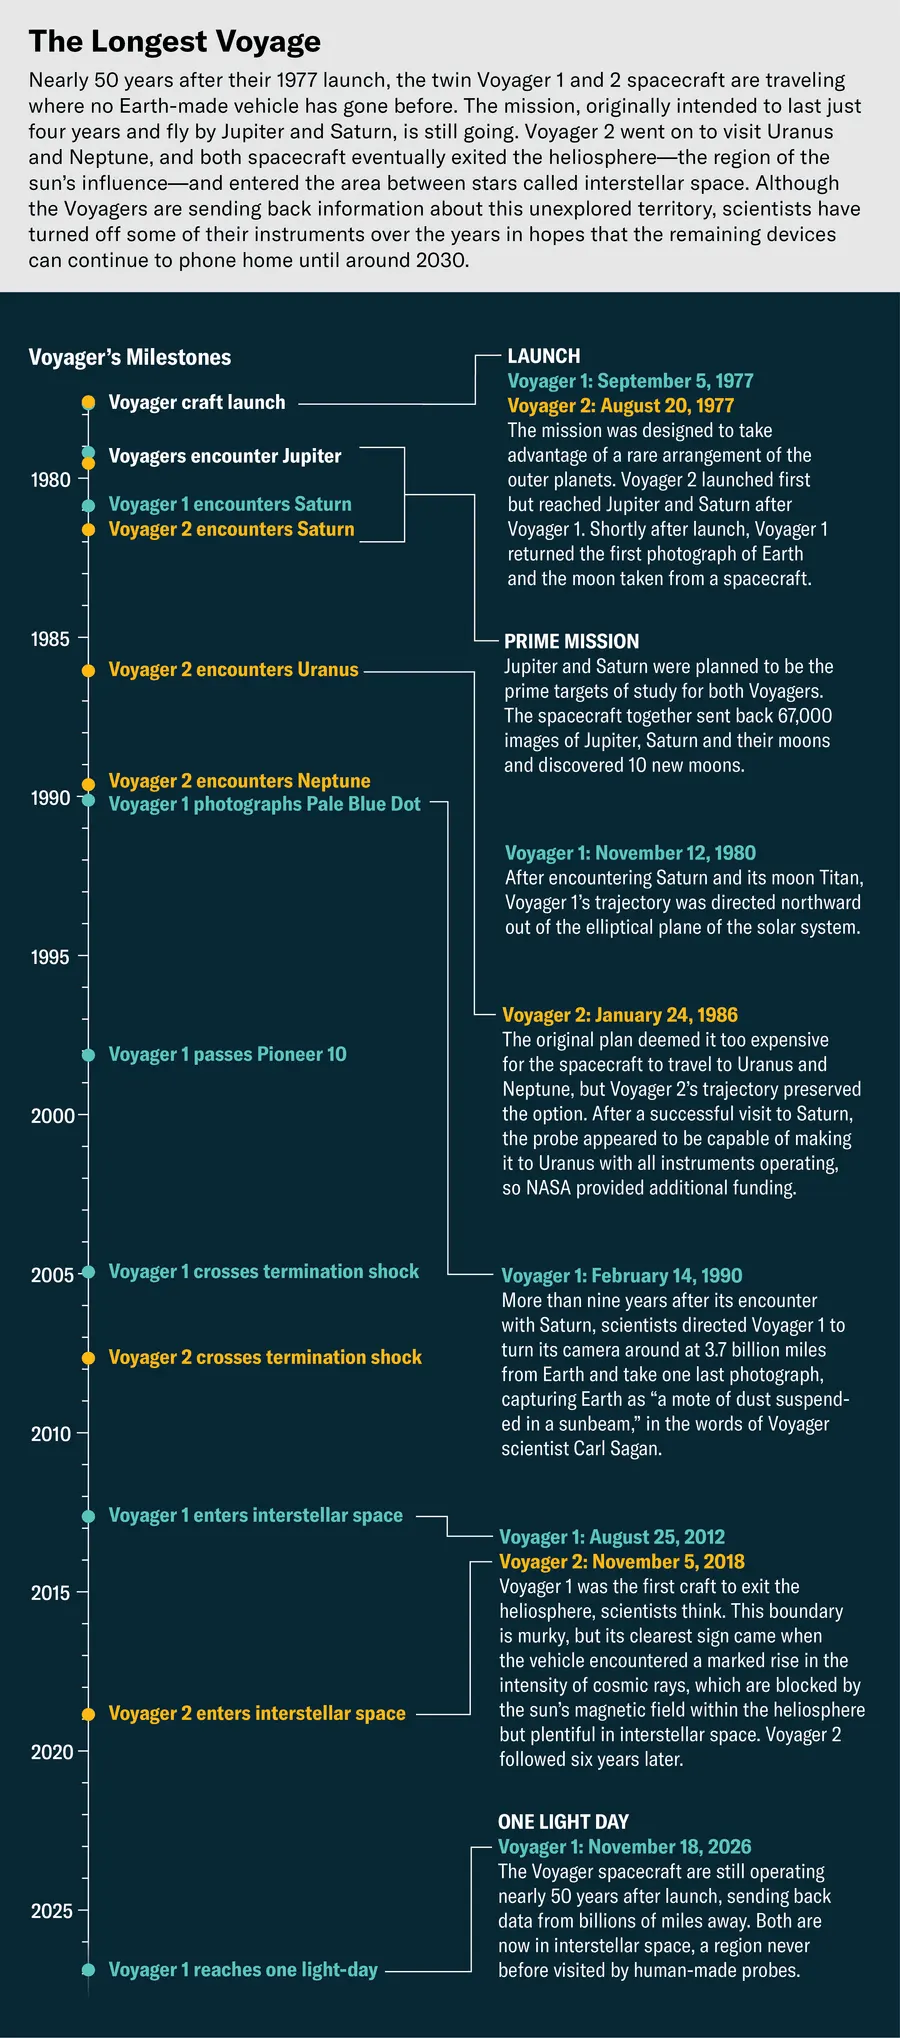 The Longest Voyage
Nearly 50 years after their 1977 launch, the twin Voyager 1 and 2 spacecraft are traveling
where no Earth-made vehicle has gone before. The mission, originally intended to last just
four years and fly by Jupiter and Saturn, is still going. Voyager 2 went on to visit Uranus
and Neptune, and both spacecraft eventually exited the heliosphere—the region of the
sun’s influence—and entered the area between stars called interstellar space. Although
the Voyagers are sending back information about this unexplored territory, scientists have
turned off some of their instruments over the years in hopes that the remaining devices
can continue to phone home until around 2030.
Voyager’s Milestones
Voyager craft launch
Voyagers encounter Jupiter
1980
Voyager 1 encounters Saturn
Voyager 2 encounters Saturn
1985
Voyager 2 encounters Uranus
Voyager 2 encounters Neptune
1990
Voyager 1 photographs Pale Blue Dot
1995
Voyager 1 passes Pioneer 10
2000
2005
Voyager 1 crosses termination shock
Voyager 2 crosses termination shock
2010
Voyager 1 enters interstellar space
2015
Voyager 2 enters interstellar space
2020
2025
Voyager 1 reaches one light-day
LAUNCH
Voyager 1: September 5, 1977
Voyager 2: August 20, 1977
The mission was designed to take
advantage of a rare arrangement of the
outer planets. Voyager 2 launched first
but reached Jupiter and Saturn after
Voyager 1. Shortly after launch, Voyager 1
returned the first photograph of Earth
and the moon taken from a spacecraft.
PRIME MISSION
Jupiter and Saturn were planned to be the
prime targets of study for both Voyagers.
The spacecraft together sent back 67,000
images of Jupiter, Saturn and their moons
and discovered 10 new moons.
Voyager 1: November 12, 1980
After encountering Saturn and its moon Titan,
Voyager 1’s trajectory was directed northward
out of the elliptical plane of the solar system.
Voyager 2: January 24, 1986
The original plan deemed it too expensive
for the spacecraft to travel to Uranus and
Neptune, but Voyager 2’s trajectory preserved
the option. After a successful visit to Saturn,
the probe appeared to be capable of making
it to Uranus with all instruments operating,
so NASA provided additional funding.
Voyager 1: February 14, 1990
More than nine years after its encounter
with Saturn, scientists directed Voyager 1 to
turn its camera around at 3.7 billion miles
from Earth and take one last photograph,
capturing Earth as “a mote of dust suspend-
ed in a sunbeam,” in the words of Voyager
scientist Carl Sagan.
Voyager 1: August 25, 2012
Voyager 2: November 5, 2018
Voyager 1 was the first craft to exit the
heliosphere, scientists think. This boundary
is murky, but its clearest sign came when
the vehicle encountered a marked rise in the
intensity of cosmic rays, which are blocked by
the sun’s magnetic field within the heliosphere
but plentiful in interstellar space. Voyager 2
followed six years later.
ONE LIGHT DAY
Voyager 1: November 18, 2026
The Voyager spacecraft are still operating
nearly 50 years after launch, sending back
data from billions of miles away. Both are
now in interstellar space, a region never
before visited by human-made probes.